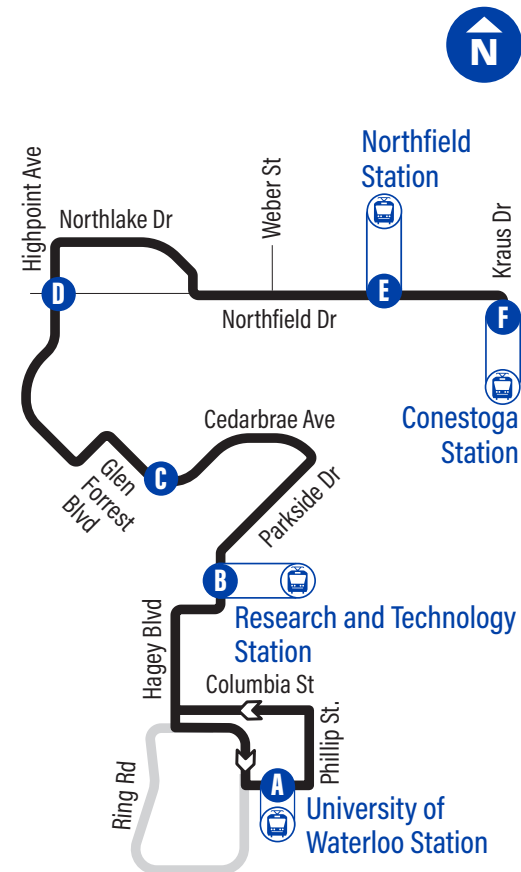 N
Northfield
Station
Highpoint Ave
Northlake Dr
Weber St
Kraus Dr
D
E
F
Northfield Dr
Conestoga
Station
Cedarbrae Ave
C
Glen
Forrest
Blvd
Parkside Dr
B
Research and Technology
Station
Hagey Blvd
Columbia St
Phillip St.
Ring Rd
A
University of
Waterloo Station